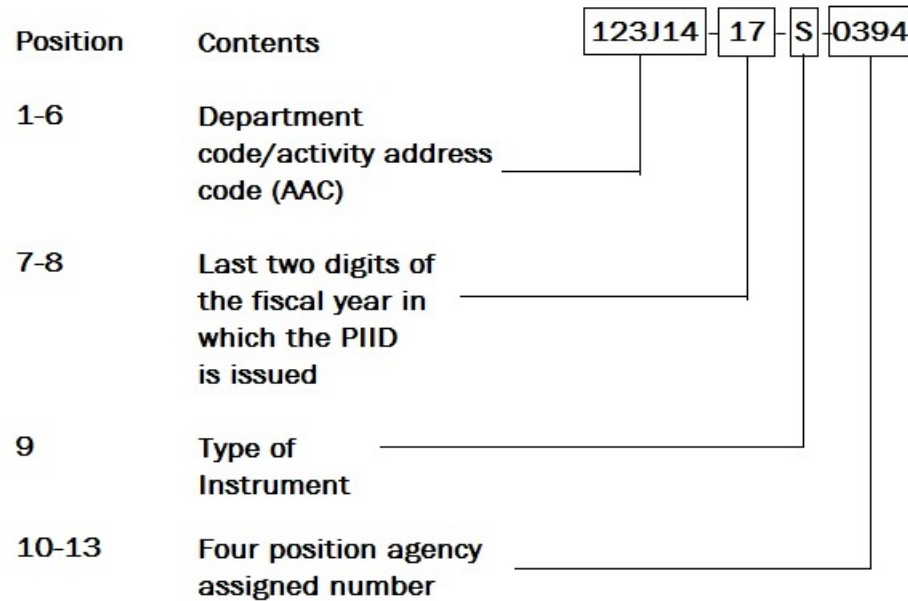 123J14-17-S-0394
Position Contents
1-6 Department
code/activity address
code (AAC)
7-8 Last two digits of
the fiscal year in
which the PIID
is issued
9 Type of
Instrument
10-13 Four position agency
assigned number